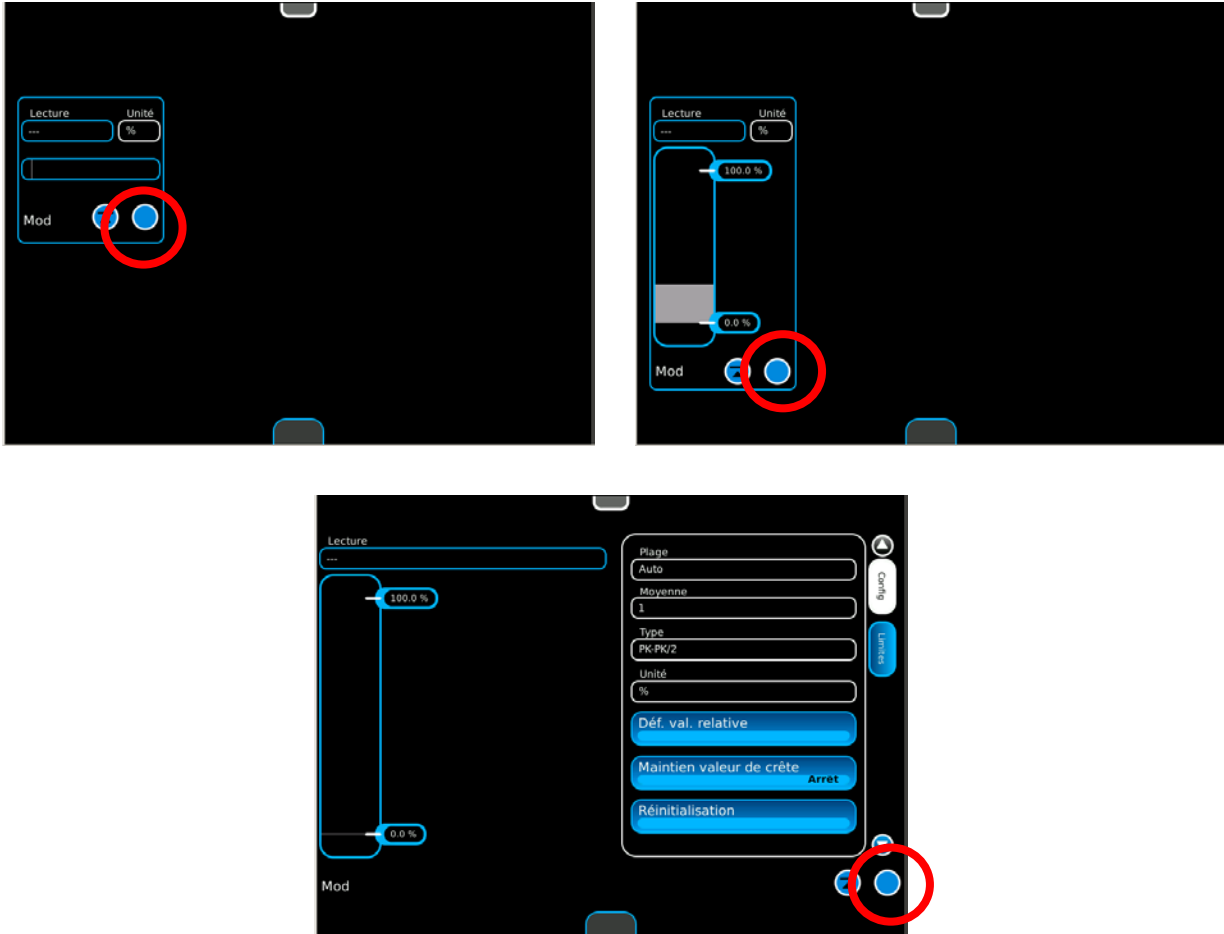 Lecture Unité
--- %
Mod
Lecture Unité
--- %
100.0 %
0.0 %
Mod
Lecture
---
100.0 %
0.0 %
Mod
Plage
Auto
Moyenne
1
Type
PK-PK/2
Unité
%
Déf. val. relative
Maintien valeur de crête
Arrêt
Réinitialisation
Config
Limites